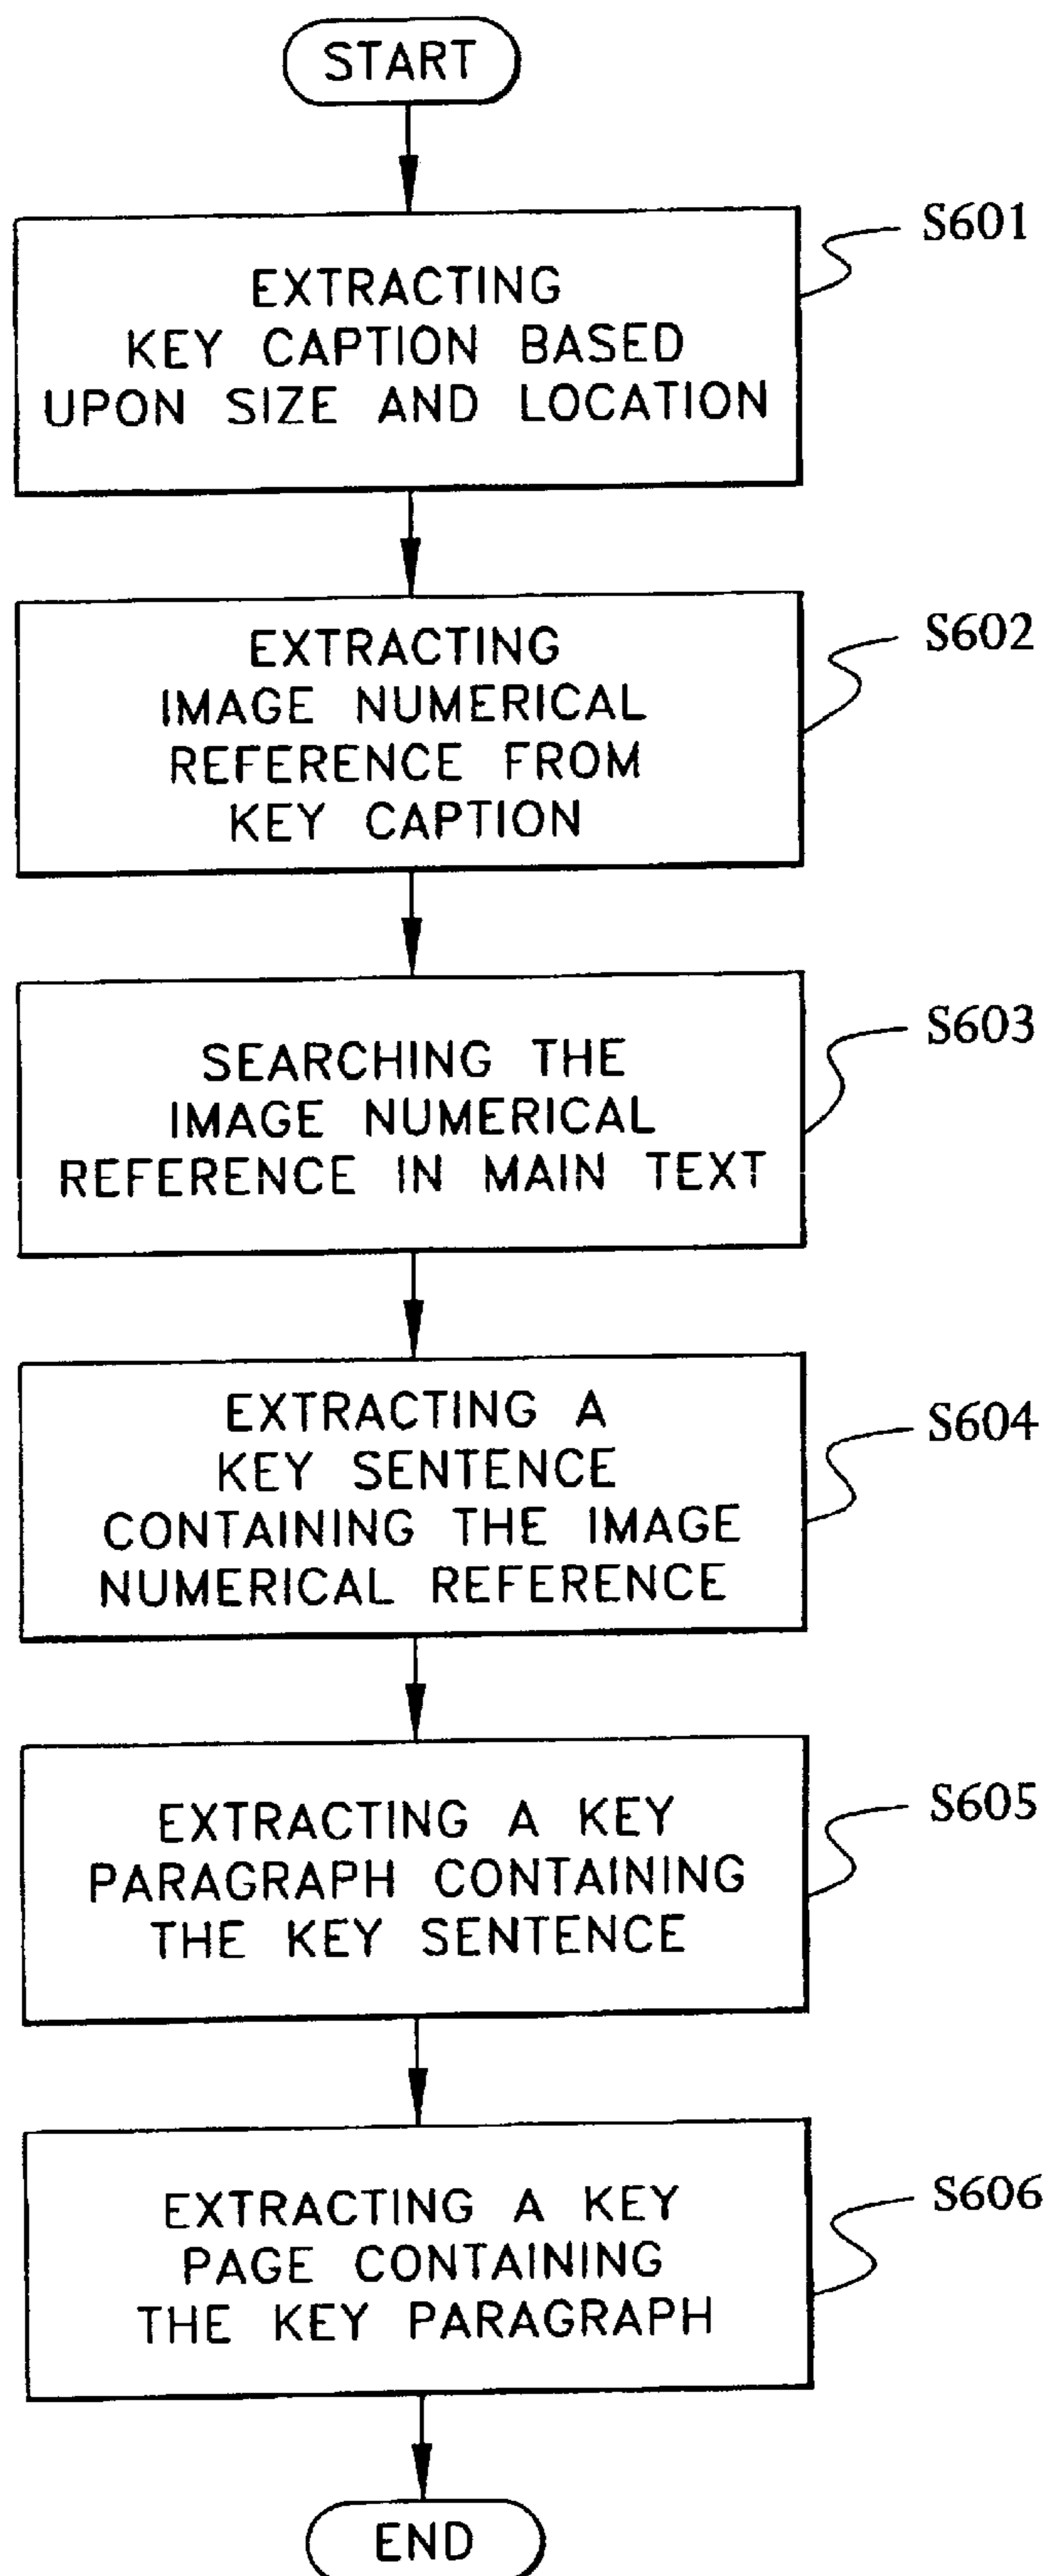 START
S601
EXTRACTING
KEY CAPTION BASED
UPON SIZE AND LOCATION
S602
EXTRACTING
IMAGE NUMERICAL
REFERENCE FROM
KEY CAPTION
S603
SEARCHING THE
IMAGE NUMERICAL
REFERENCE IN MAIN TEXT
S604
EXTRACTING A
KEY SENTENCE
CONTAINING THE IMAGE
NUMERICAL REFERENCE
S605
EXTRACTING A KEY
PARAGRAPH CONTAINING
THE KEY SENTENCE
S606
EXTRACTING A KEY
PAGE CONTAINING
THE KEY PARAGRAPH
END